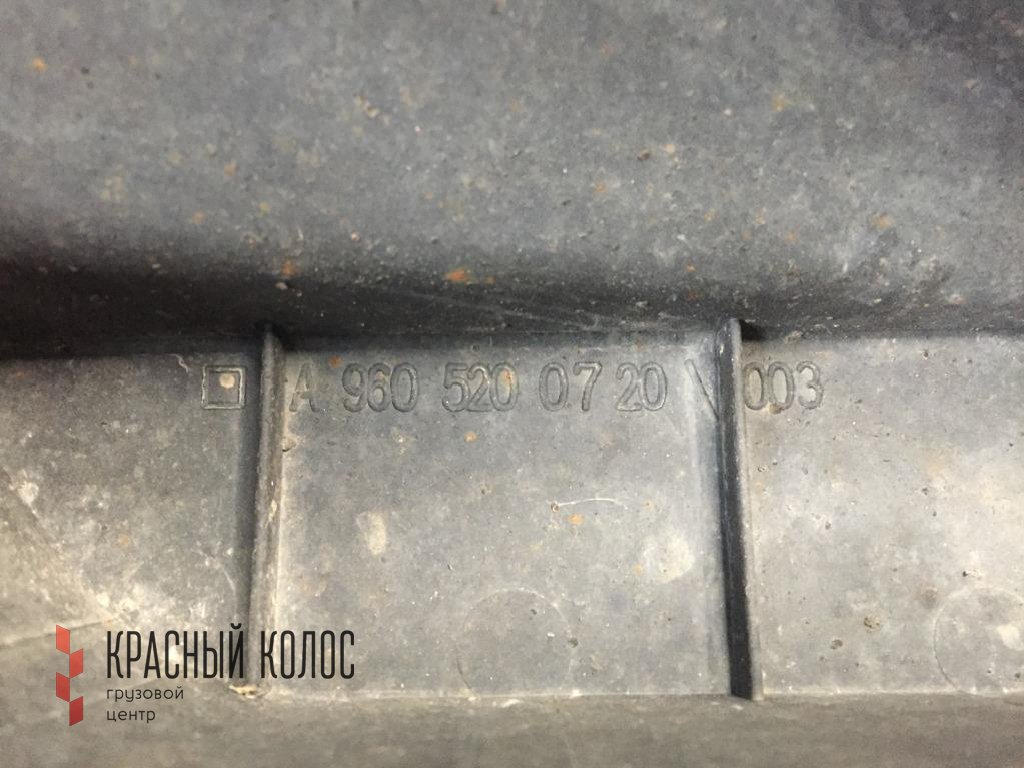 A 960 520 07 20 V 003
КРАСНЫЙ КОЛОС
грузовой
центр